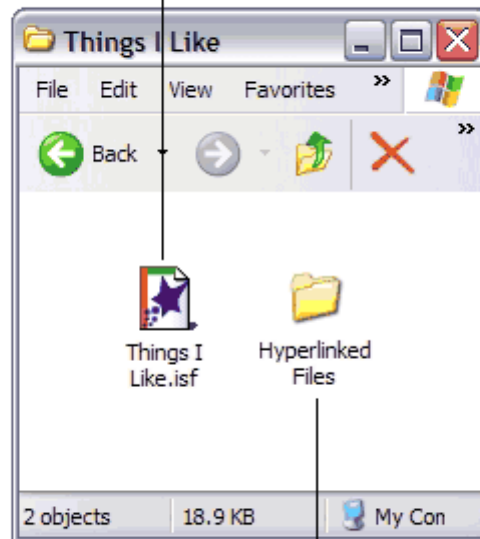 Things I Like
File Edit View Favorites »
Back »
Things I
Like.isf
Hyperlinked
Files
2 objects 18.9 KB My Con